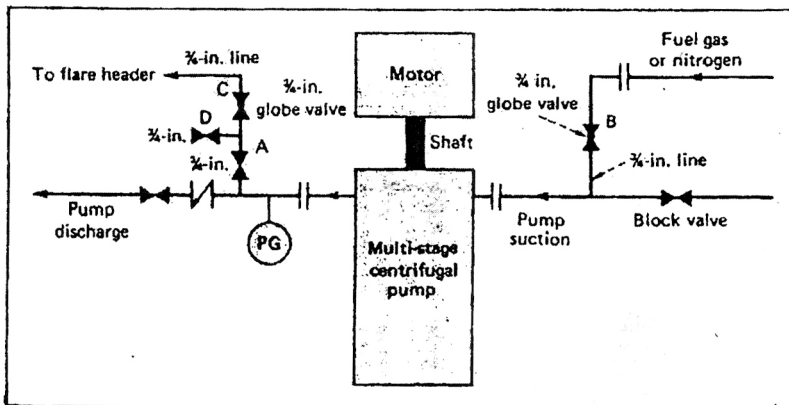 ¾-in. line
To flare header
C
¾-in.
globe valve
D
¾-in.
A
¾-in.
Pump
discharge
PG
Motor
Shaft
Multi-stage
centrifugal
pump
Fuel gas
or nitrogen
¾ in.
globe valve
B
¾-in. line
Pump
suction
Block valve